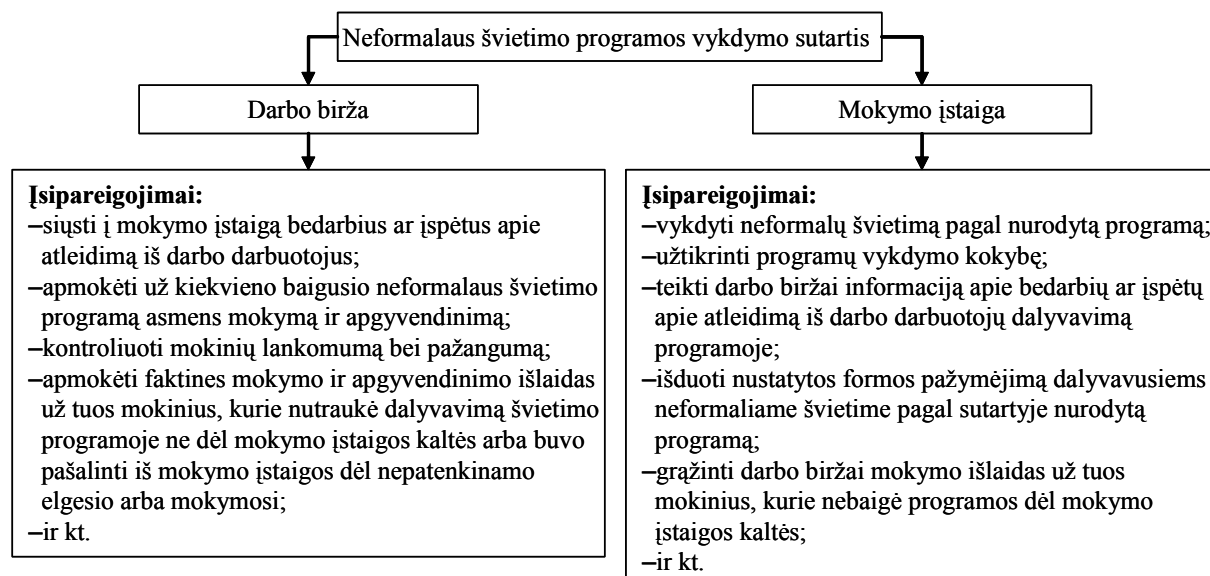 Neformalaus švietimo programos vykdymo sutartis
Darbo birža
Mokymo įstaiga
Įsipareigojimai:
–siųsti į mokymo įstaigą bedarbius ar įspėtus apie
atleidimą iš darbo darbuotojus;
–apmokėti už kiekvieno baigusio neformalaus švietimo
programą asmens mokymą ir apgyvendinimą;
–kontroliuoti mokinių lankomumą bei pažangumą;
–apmokėti faktines mokymo ir apgyvendinimo išlaidas
už tuos mokinius, kurie nutraukė dalyvavimą švietimo
programoje ne dėl mokymo įstaigos kaltės arba buvo
pašalinti iš mokymo įstaigos dėl nepatenkinamo
elgesio arba mokymosi;
–ir kt.
Įsipareigojimai:
–vykdyti neformalų švietimą pagal nurodytą programą;
–užtikrinti programų vykdymo kokybę;
–teikti darbo biržai informaciją apie bedarbių ar įspėtų
apie atleidimą iš darbo darbuotojų dalyvavimą
programoje;
–išduoti nustatytos formos pažymėjimą dalyvavusiems
neformaliame švietime pagal sutartyje nurodytą
programą;
–grąžinti darbo biržai mokymo išlaidas už tuos
mokinius, kurie nebaigė programos dėl mokymo
įstaigos kaltės;
–ir kt.